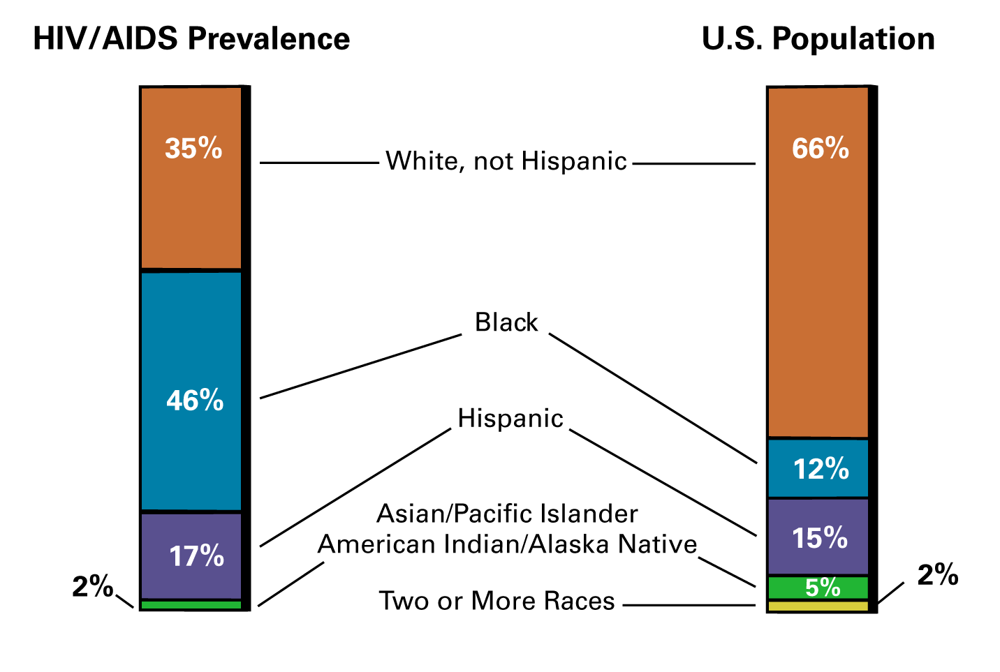 HIV/AIDS Prevalence
U.S. Population
35%
White, not Hispanic
66%
Black
46%
Hispanic
12%
Asian/Pacific Islander
American Indian/Alaska Native
15%
17%
2%
5%
2%
Two or More Races